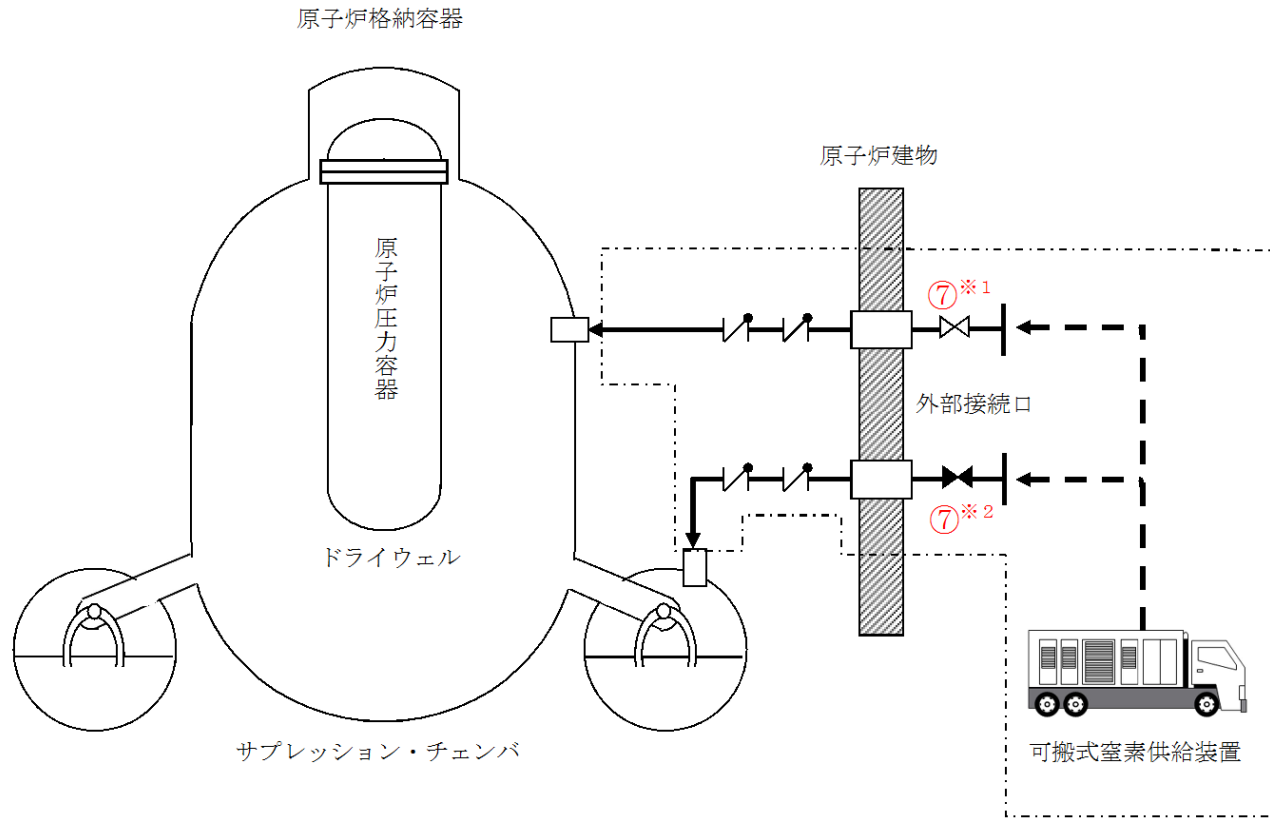 原子炉格納容器
原子炉建物
原子炉圧力容器
⑦※1
外部接続口
⑦※2
ドライウェル
サプレッション・チェンバ
可搬式窒素供給装置